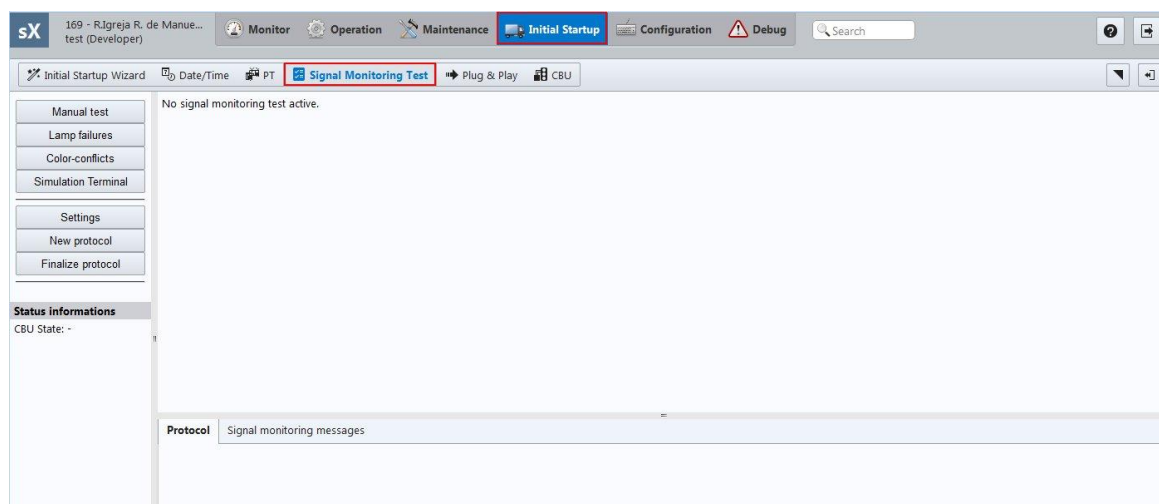 sX
169 - R.Igreja R. de Manue...
test (Developer)
Monitor
Operation
Maintenance
Initial Startup
Configuration
Debug
Search
Initial Startup Wizard
Date/Time
PT
Signal Monitoring Test
Plug & Play
CBU
Manual test
Lamp failures
Color-conflicts
Simulation Terminal
Settings
New protocol
Finalize protocol
Status informations
CBU State: -
No signal monitoring test active.
Protocol
Signal monitoring messages